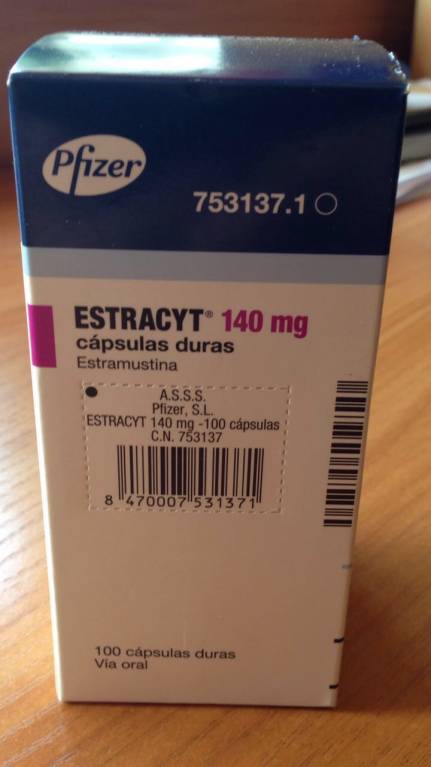 Pfizer
753137.1
ESTRACYT® 140 mg
cápsulas duras
Estramustina
A.S.S.S.
Pfizer, S.L.
ESTRACYT 140 mg -100 cápsulas
C.N. 753137
8 470007 531371
100 cápsulas duras
Vía oral